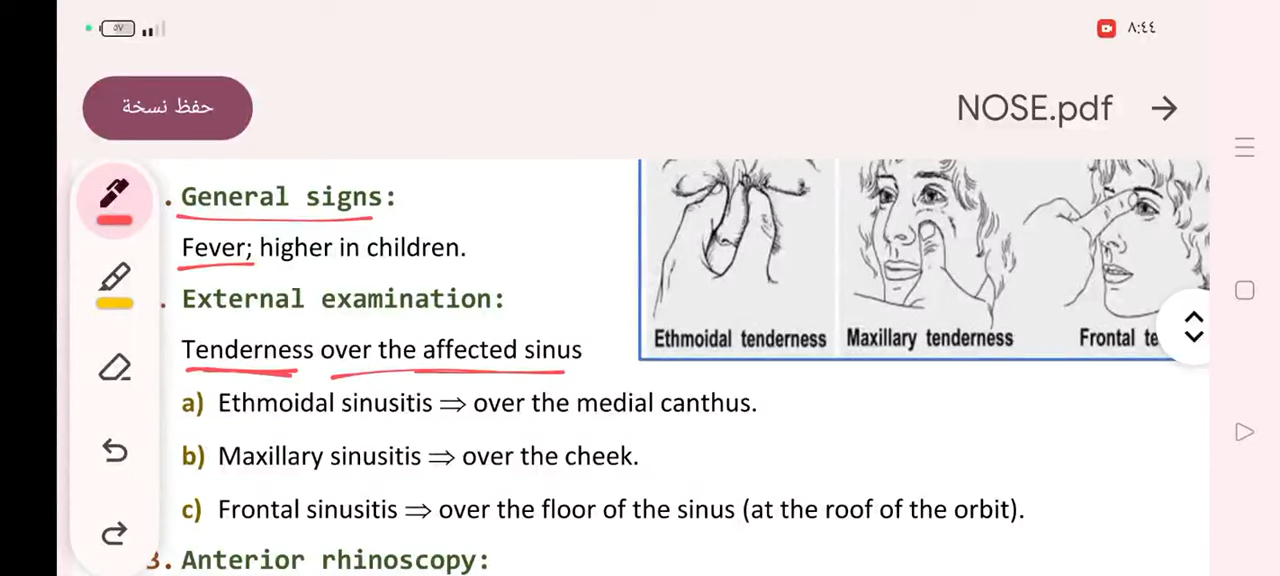 ٥٧
٨:٤٤
حفظ نسخة
NOSE.pdf
. General signs:
Fever; higher in children.
. External examination:
Tenderness over the affected sinus
a) Ethmoidal sinusitis ⇒ over the medial canthus.
b) Maxillary sinusitis ⇒ over the cheek.
c) Frontal sinusitis ⇒ over the floor of the sinus (at the roof of the orbit).
3. Anterior rhinoscopy:
Ethmoidal tenderness
Maxillary tenderness
Frontal te